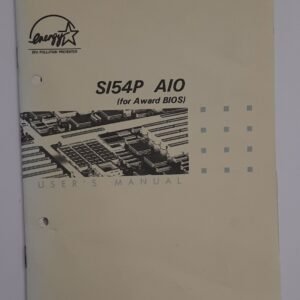 energy
EPA POLLUTION PREVENTER
SI54P AIO
(for Award BIOS)
USER'S MANUAL